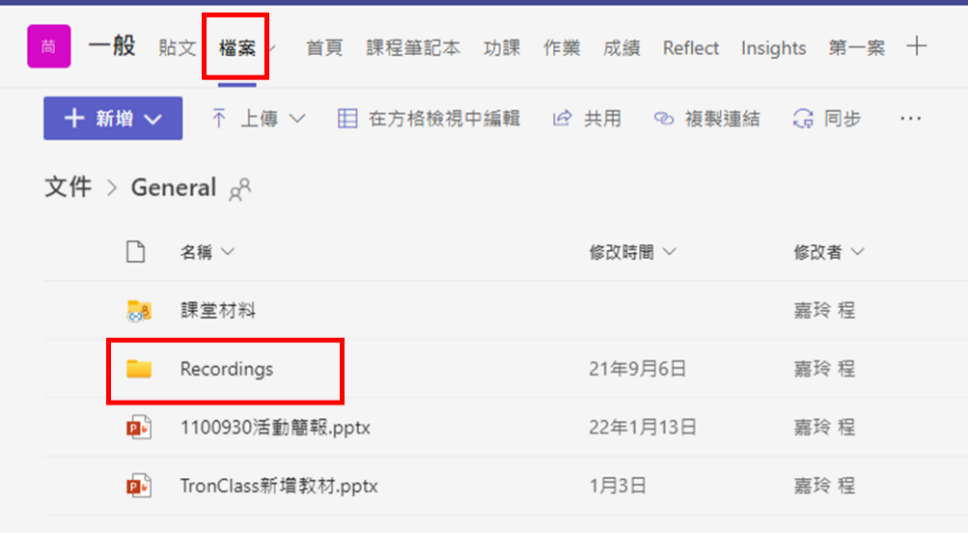 茼 一般 貼文 檔案 首頁 課程筆記本 功課 作業 成績 Reflect Insights 第一案
新增 上傳 在方格檢視中編輯 共用 複製連結 同步
文件 > General
名稱 修改時間 修改者
課堂材料 嘉玲 程
Recordings 21年9月6日 嘉玲 程
1100930活動簡報.pptx 22年1月13日 嘉玲 程
TronClass新增教材.pptx 1月3日 嘉玲 程